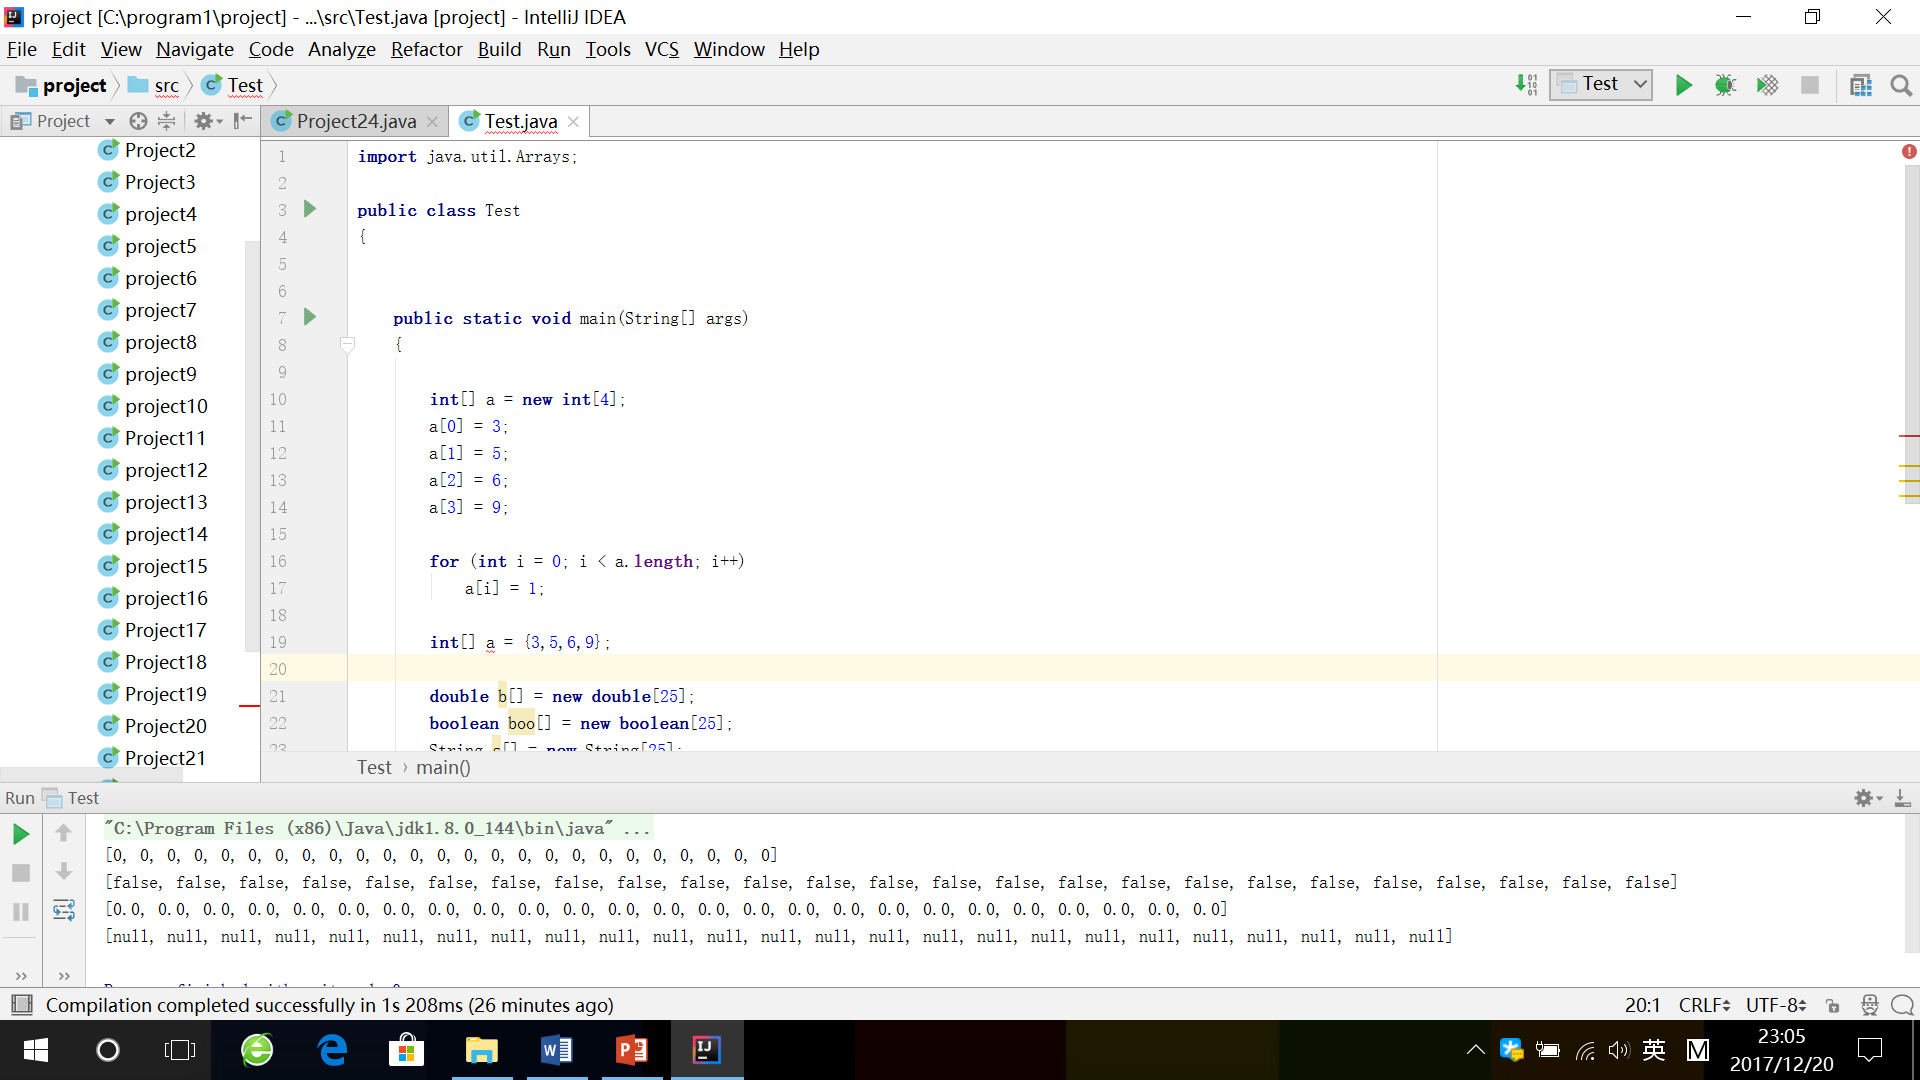 project [C:\program1\project] - ...\src\Test.java [project] - IntelliJ IDEA
File Edit View Navigate Code Analyze Refactor Build Run Tools VCS Window Help
project src Test
Test
Project
Project24.java Test.java
Project2
Project3
project4
project5
project6
project7
project8
project9
project10
Project11
project12
project13
project14
project15
project16
Project17
Project18
Project19
Project20
Project21
1 import java.util.Arrays;
2
3 public class Test
4 {
5
6
7 public static void main(String[] args)
8 {
9
10 int[] a = new int[4];
11 a[0] = 3;
12 a[1] = 5;
13 a[2] = 6;
14 a[3] = 9;
15
16 for (int i = 0; i < a.length; i++)
17 a[i] = 1;
18
19 int[] a = {3,5,6,9};
20
21 double b[] = new double[25];
22 boolean boo[] = new boolean[25];
23 String s[] = new String[25];
Test › main()
Run Test
"C:\Program Files (x86)\Java\jdk1.8.0_144\bin\java" ...
[0, 0, 0, 0, 0, 0, 0, 0, 0, 0, 0, 0, 0, 0, 0, 0, 0, 0, 0, 0, 0, 0, 0, 0, 0]
[false, false, false, false, false, false, false, false, false, false, false, false, false, false, false, false, false, false, false, false, false, false, false, false, false]
[0.0, 0.0, 0.0, 0.0, 0.0, 0.0, 0.0, 0.0, 0.0, 0.0, 0.0, 0.0, 0.0, 0.0, 0.0, 0.0, 0.0, 0.0, 0.0, 0.0, 0.0, 0.0, 0.0, 0.0, 0.0]
[null, null, null, null, null, null, null, null, null, null, null, null, null, null, null, null, null, null, null, null, null, null, null, null, null]
Compilation completed successfully in 1s 208ms (26 minutes ago)
20:1 CRLF UTF-8
英 M
23:05
2017/12/20